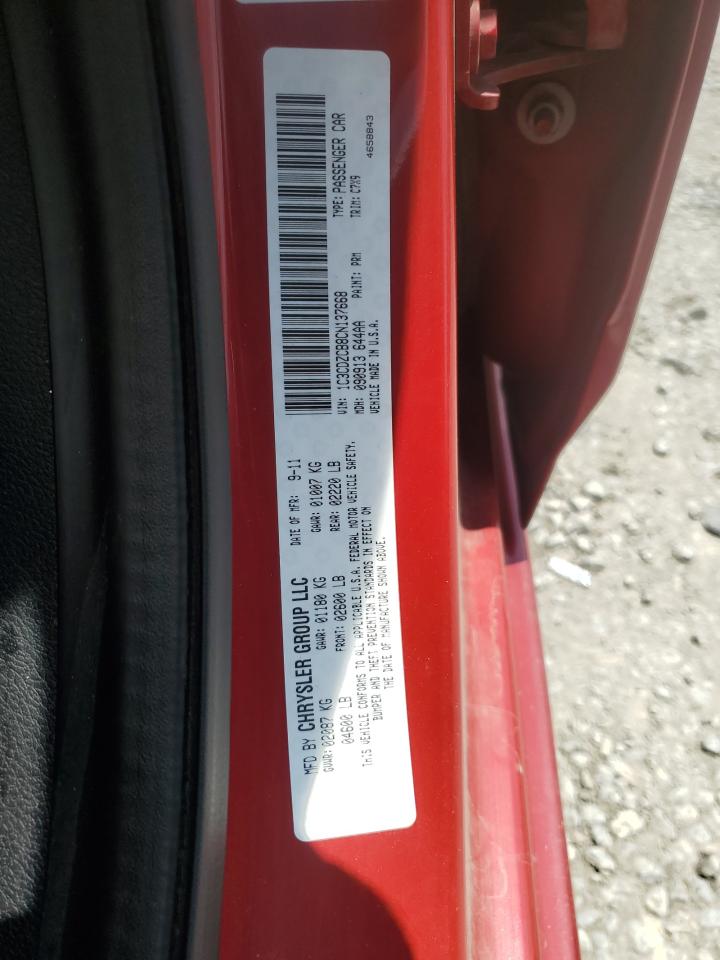 MFD BY CHRYSLER GROUP LLC DATE OF MFR: 9-11
GVWR: 02087 KG GAWR: 01180 KG GAWR: 01007 KG
04600 LB FRONT: 02600 LB REAR: 02220 LB
THIS VEHICLE CONFORMS TO ALL APPLICABLE U.S.A. FEDERAL MOTOR VEHICLE SAFETY,
BUMPER AND THEFT PREVENTION STANDARDS IN EFFECT ON
THE DATE OF MANUFACTURE SHOWN ABOVE.
VIN: 1C3CDZCB8CN137668 TYPE: PASSENGER CAR
MDH: 090913 644AA PAINT: PRM TRIM: C7X9
VEHICLE MADE IN U.S.A. 4658843